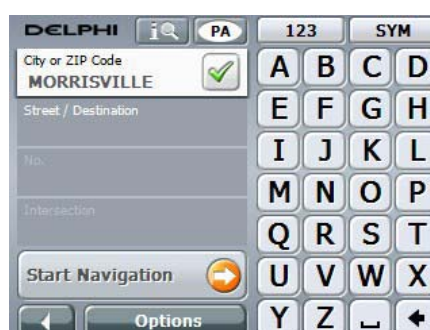 DELPHI i PA 123 SYM
City or ZIP Code
MORRISVILLE
A B C D
Street / Destination
E F G H
No.
I J K L
Intersection
M N O P
Q R S T
Start Navigation
U V W X
Options
Y Z